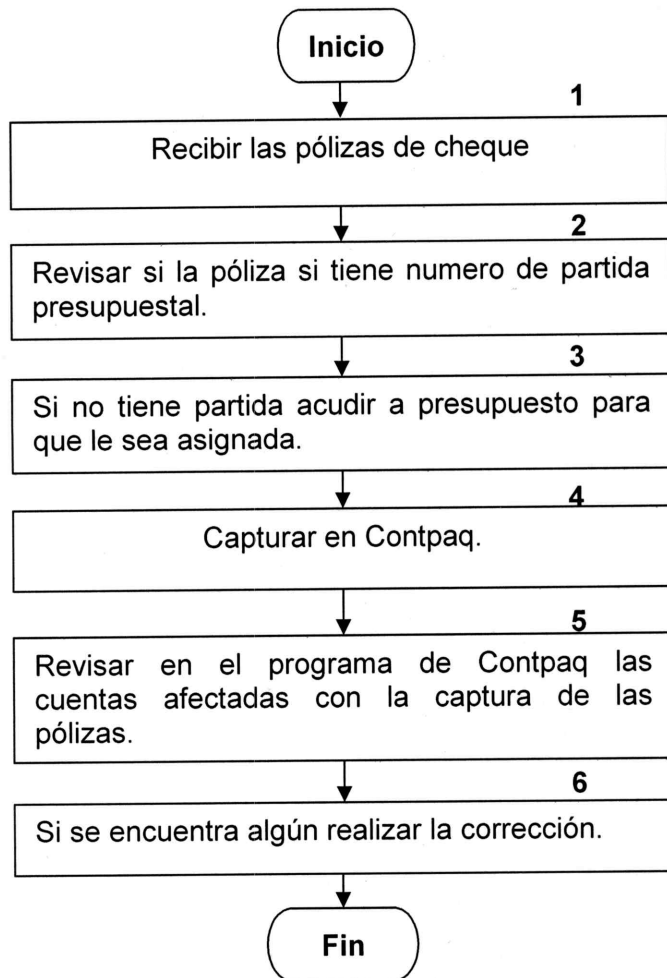 Inicio
1
Recibir las pólizas de cheque
2
Revisar si la póliza si tiene numero de partida
presupuestal.
3
Si no tiene partida acudir a presupuesto para
que le sea asignada.
4
Capturar en Contpaq.
5
Revisar en el programa de Contpaq las
cuentas afectadas con la captura de las
pólizas.
6
Si se encuentra algún realizar la corrección.
Fin